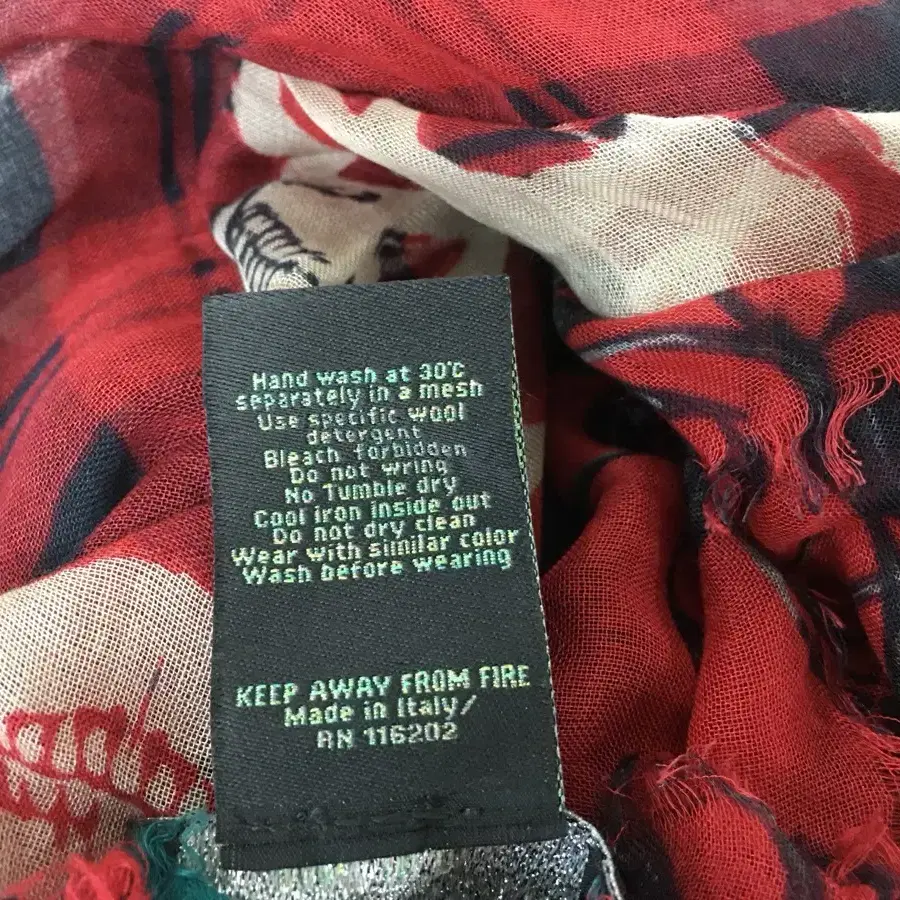 Hand wash at 30°C
separately in a mesh
Use specific wool
detergent
Bleach forbidden
Do not wring
No Tumble dry
Cool iron inside out
Do not dry clean
Wear with similar color
Wash before wearing
KEEP AWAY FROM FIRE
Made in Italy/
RN 116202